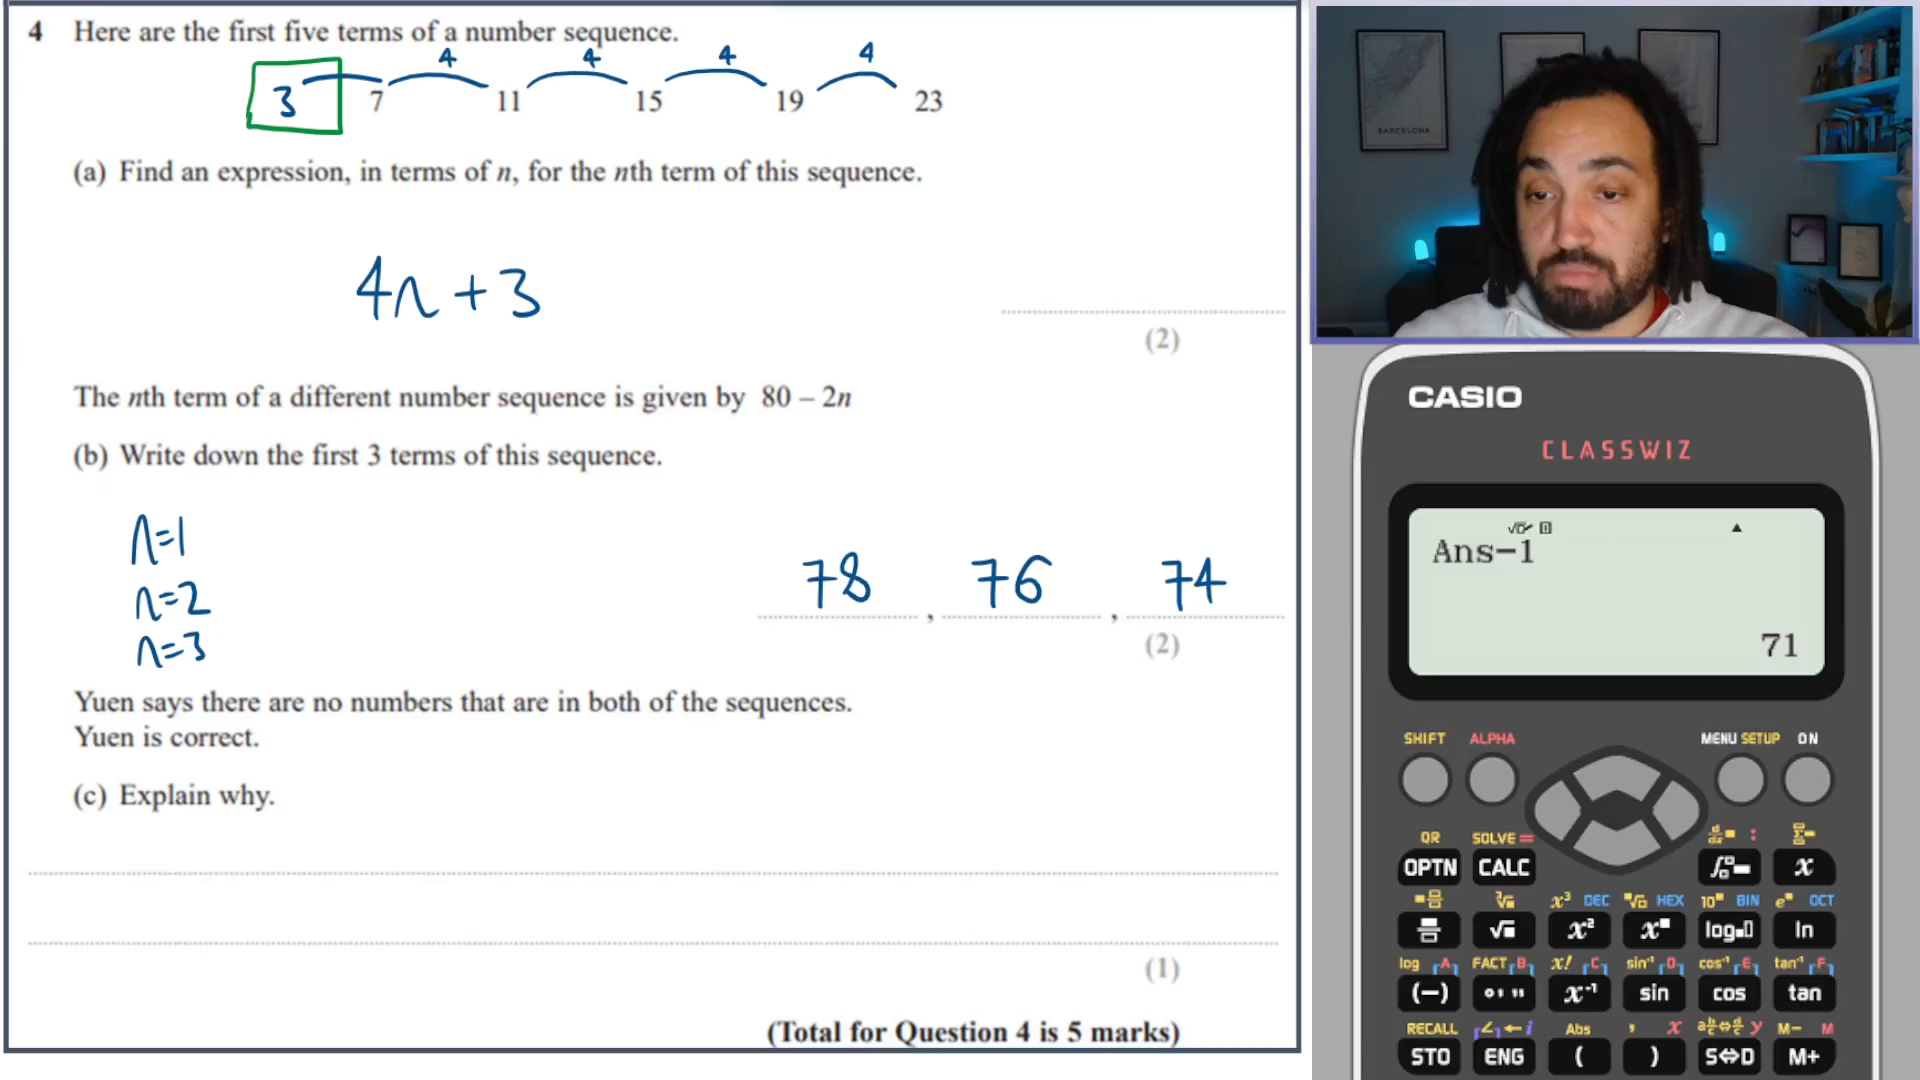 4 Here are the first five terms of a number sequence.
4 4 4 4
3 7 11 15 19 23
(a) Find an expression, in terms of n, for the nth term of this sequence.
4n + 3
(2)
The nth term of a different number sequence is given by 80 – 2n
(b) Write down the first 3 terms of this sequence.
n=1
n=2
n=3
78 , 76 , 74
(2)
Yuen says there are no numbers that are in both of the sequences.
Yuen is correct.
(c) Explain why.
(1)
(Total for Question 4 is 5 marks)
BARCELONA
CASIO
CLASSWIZ
Ans−1
71
SHIFT ALPHA MENU SETUP ON
QR SOLVE =
OPTN CALC x
x³ DEC HEX 10■ BIN e■ OCT
√■ x² x■ log■□ ln
log A FACT B x! C sin⁻¹ D cos⁻¹ E tan⁻¹ F
(−) x⁻¹ sin cos tan
RECALL ∠ ← i Abs , x y M− M
STO ENG ( ) S⇔D M+